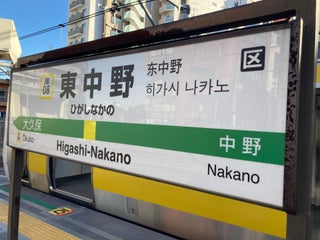 JB
08
東中野
ひがしなかの
东中野
히가시 나카노
区
大久保
中野
Ōkubo
Higashi-Nakano
Nakano